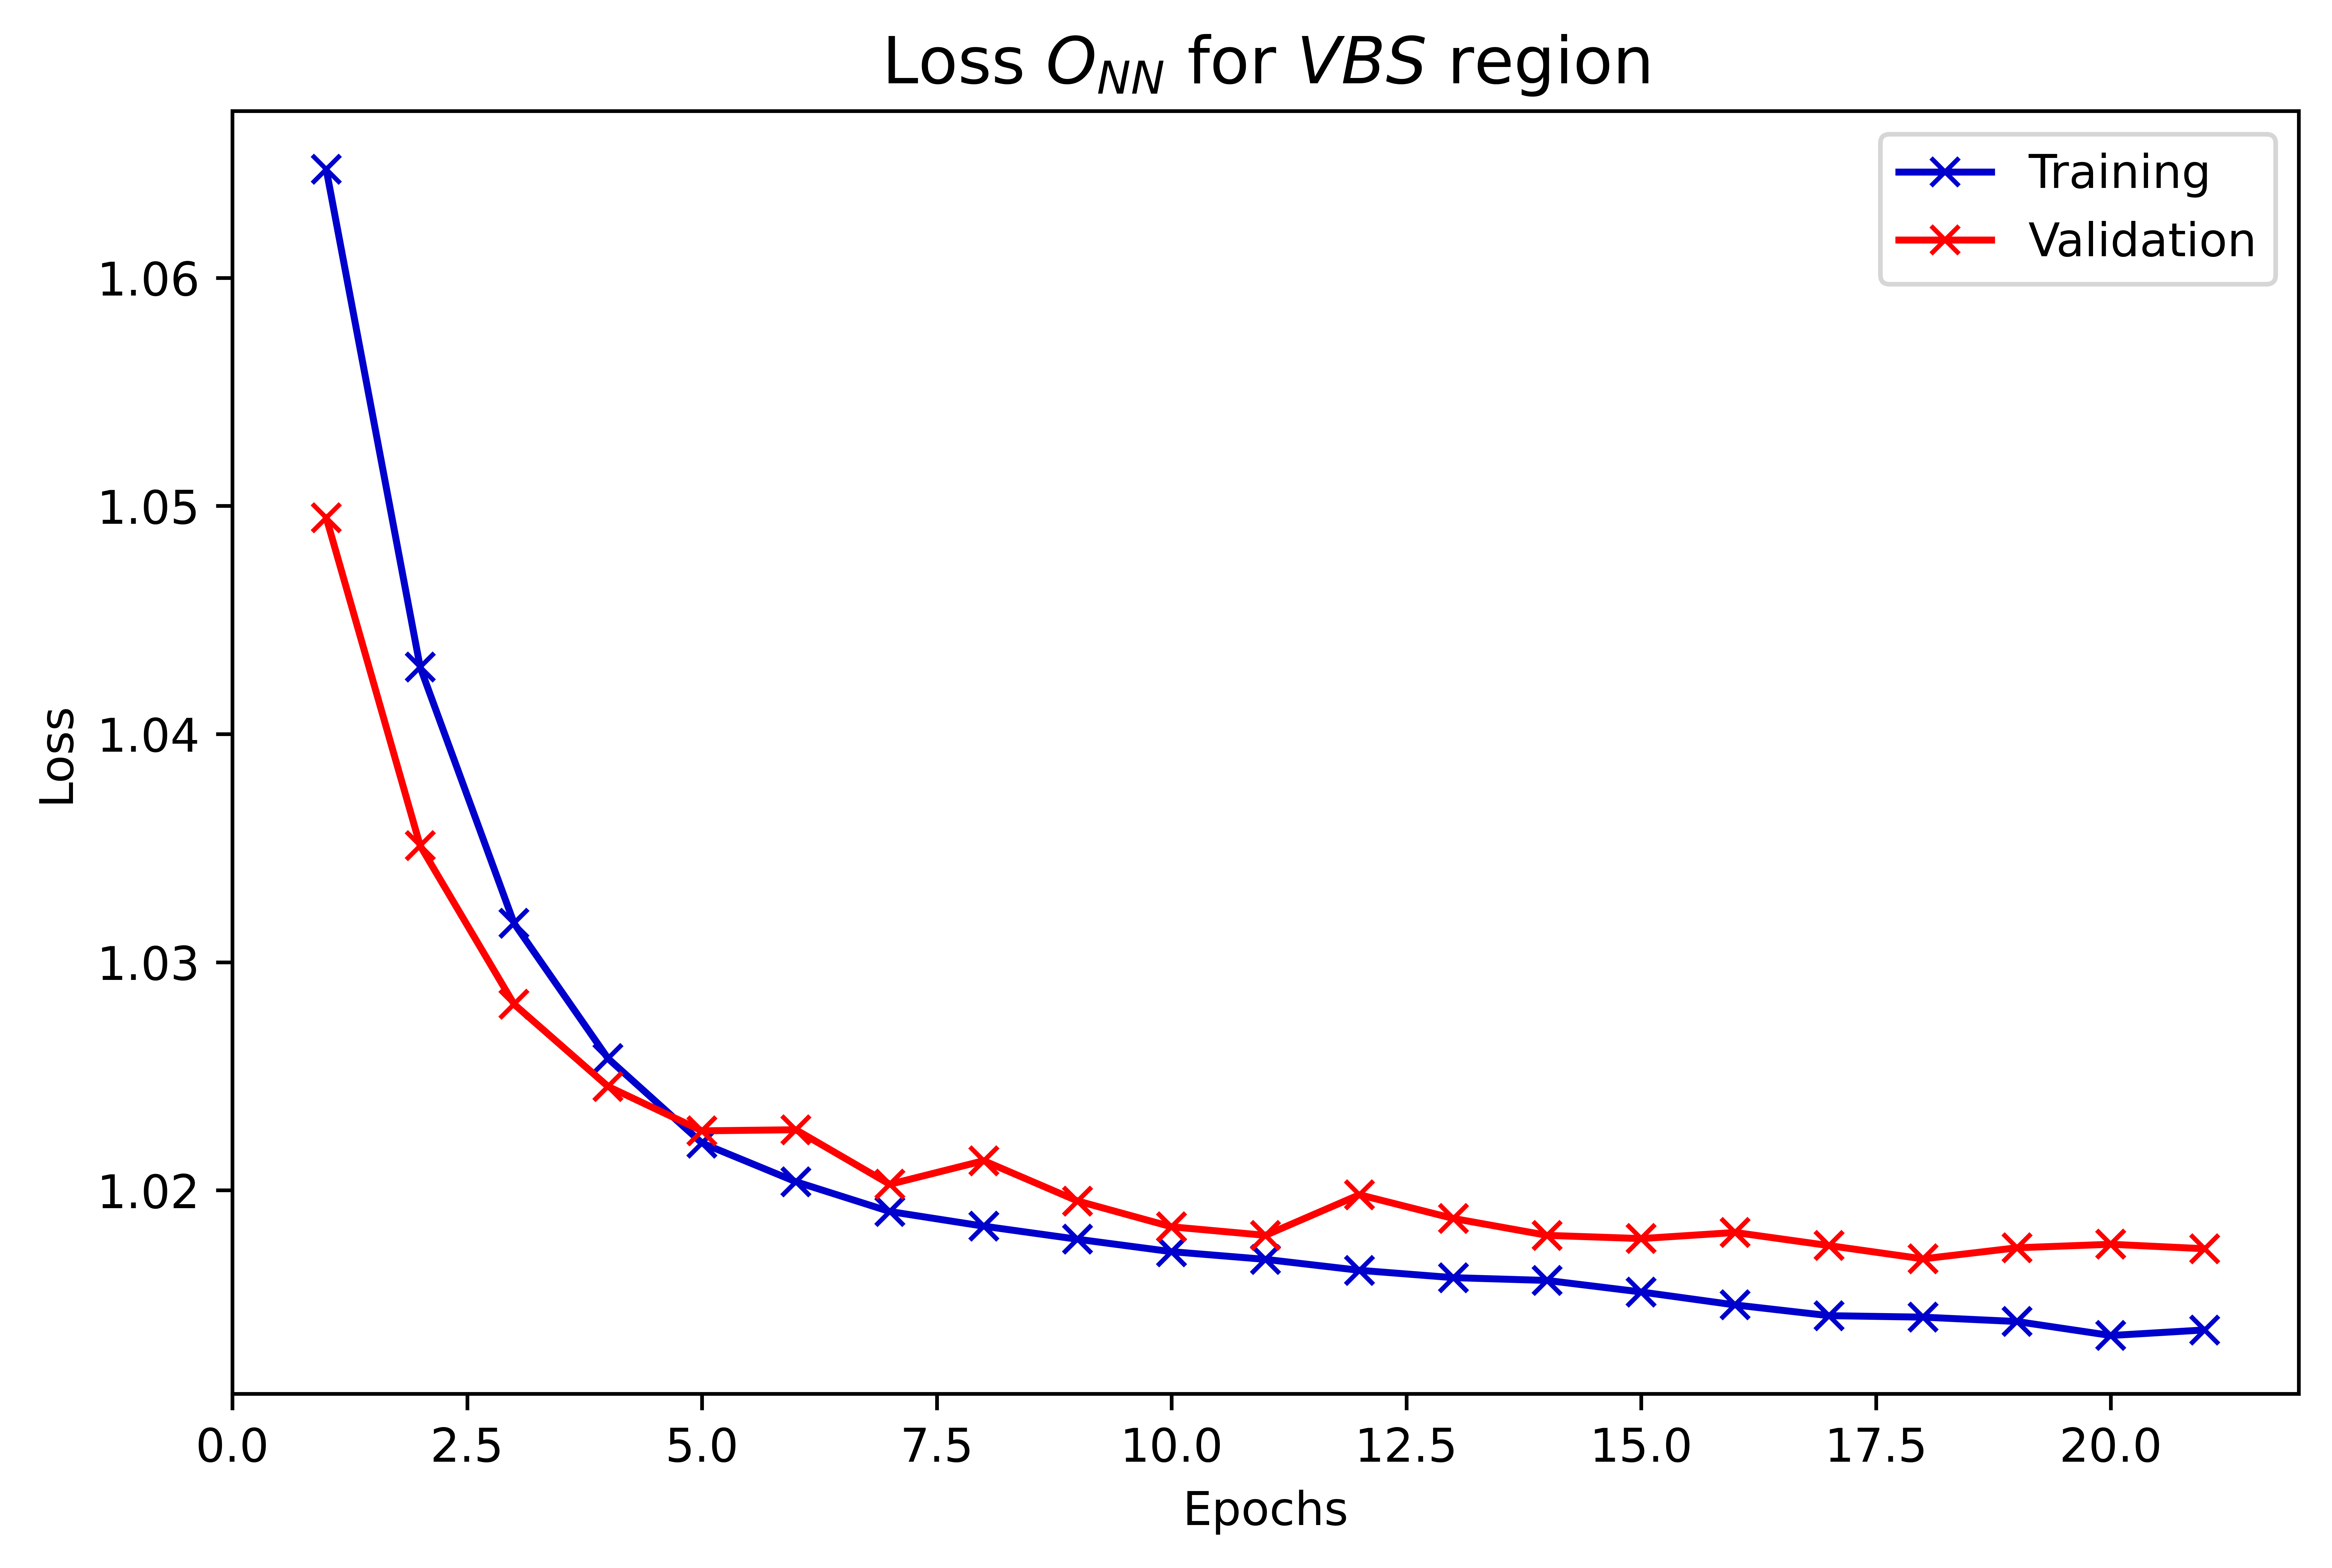 Loss O_NN for VBS region
Training
Validation
1.06
1.05
1.04
1.03
1.02
Loss
0.0 2.5 5.0 7.5 10.0 12.5 15.0 17.5 20.0
Epochs